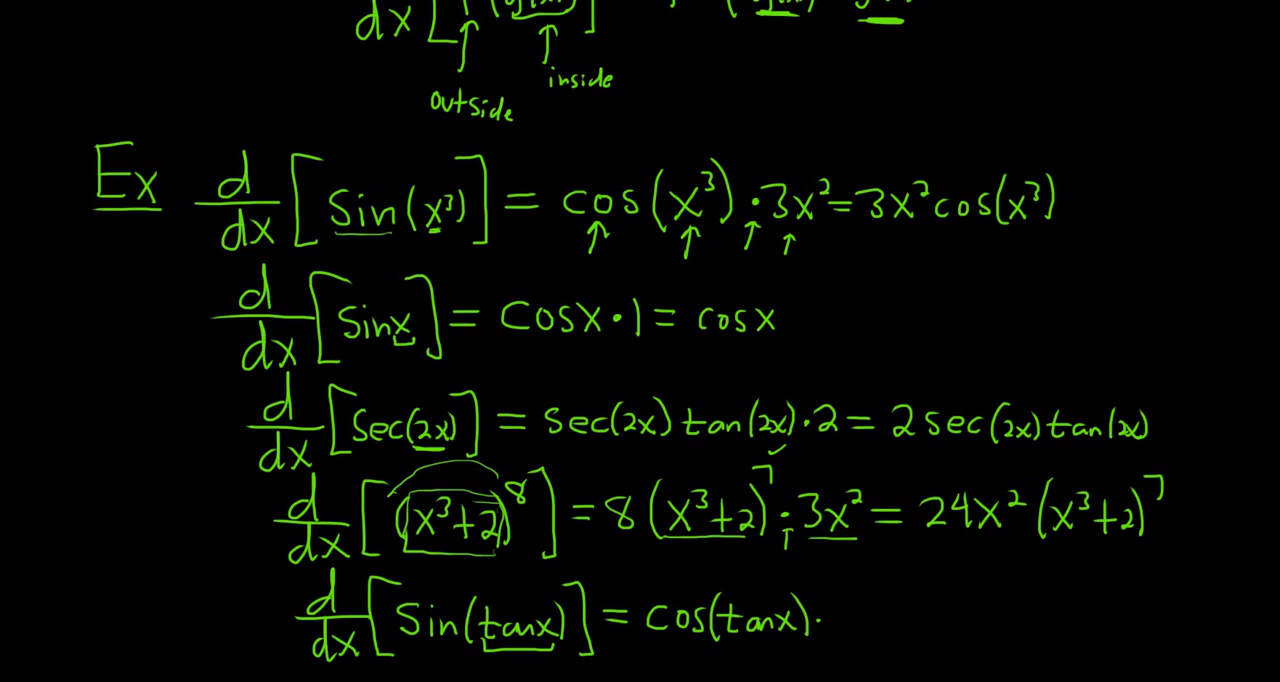 d/dx [
inside
outside
Ex d/dx [Sin(x³)] = cos(x³)·3x² = 3x²cos(x³)
d/dx [Sinx] = Cosx·1 = cosx
d/dx [Sec(2x)] = sec(2x)tan(2x)·2 = 2sec(2x)tan(2x)
d/dx [(x³+2)⁸] = 8(x³+2)⁷·3x² = 24x²(x³+2)⁷
d/dx [Sin(tanx)] = cos(tanx)·